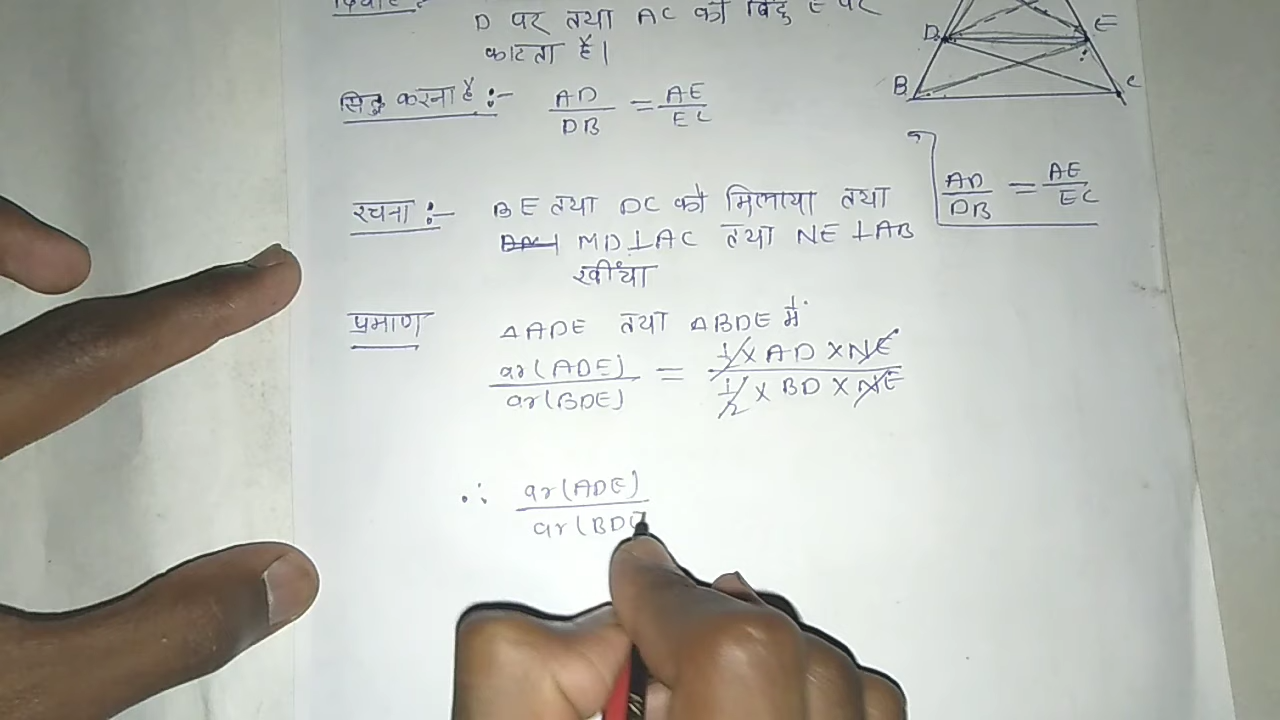 D पर तथा AC को बिंदु E पर
काटता है।
सिद्ध करना है :- AD/DB = AE/EC
रचना :- BE तथा DC को मिलाया तथा
MD⊥AC तथा NE⊥AB
खींचा
प्रमाण △ADE तथा △BDE में
ar(ADE)/ar(BDE) = 1/2 × AD × NE / 1/2 × BD × NE
∴ ar(ADE)/ar(BDE
D E
B C
AD/DB = AE/EC